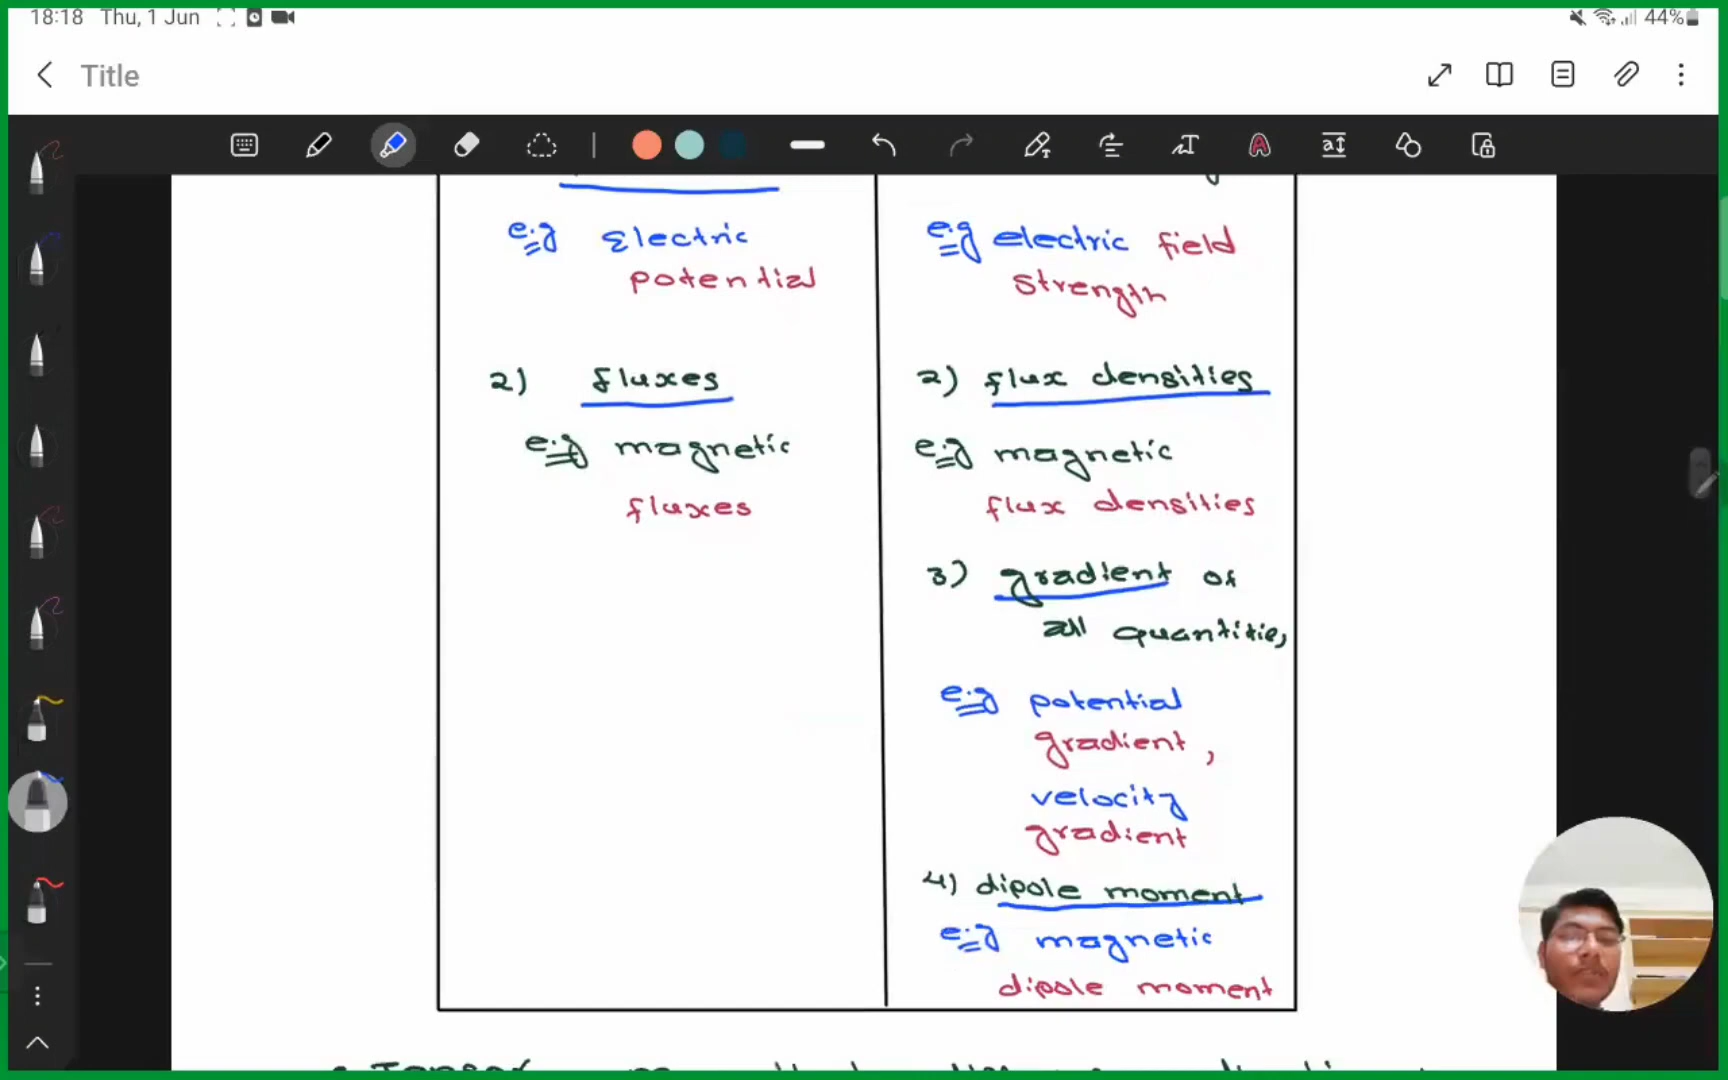 18:18 Thu, 1 Jun
44%
Title
e.g Electric
potential
2) fluxes
e.g magnetic
fluxes
e.g electric field
strength
2) flux densities
e.g magnetic
flux densities
3) gradient of
all quantities
e.g potential
gradient,
velocity
gradient
4) dipole moment
e.g magnetic
dipole moment